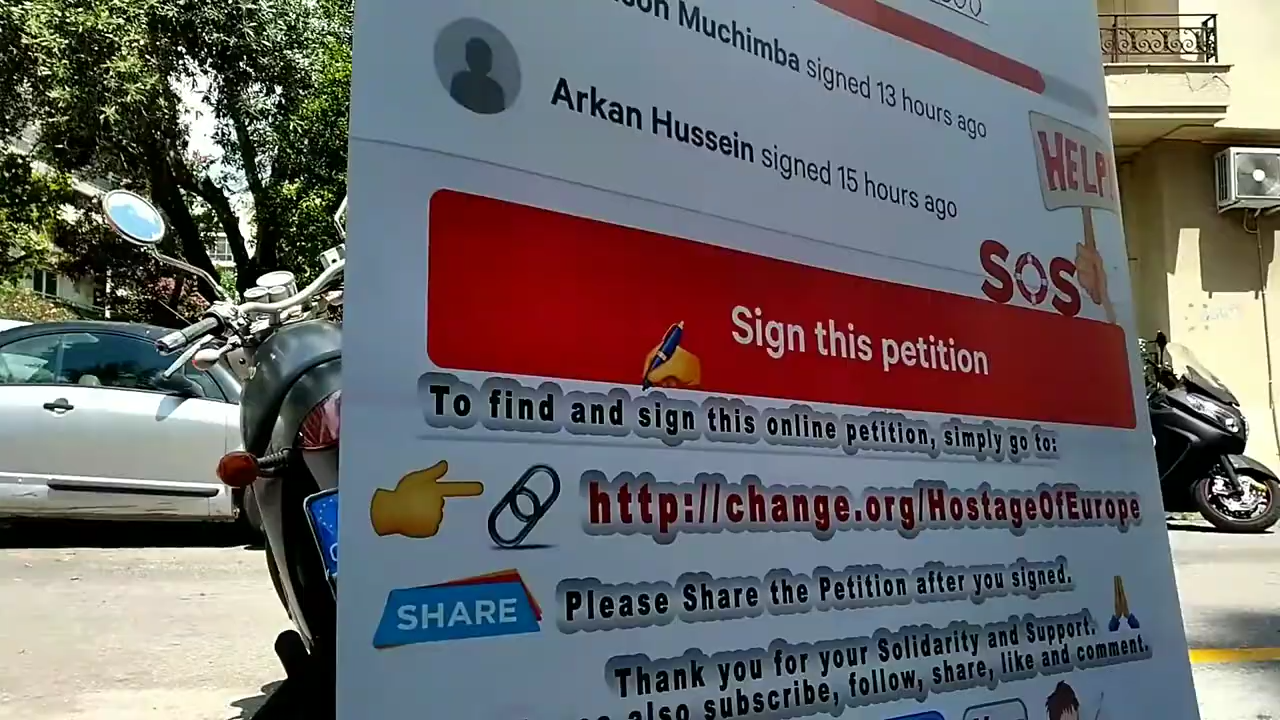 Muchimba signed 13 hours ago
Arkan Hussein signed 15 hours ago
HELP!
SOS
Sign this petition
To find and sign this online petition, simply go to:
http://change.org/HostageOfEurope
SHARE
Please Share the Petition after you signed.
Thank you for your Solidarity and Support.
also subscribe, follow, share, like and comment.